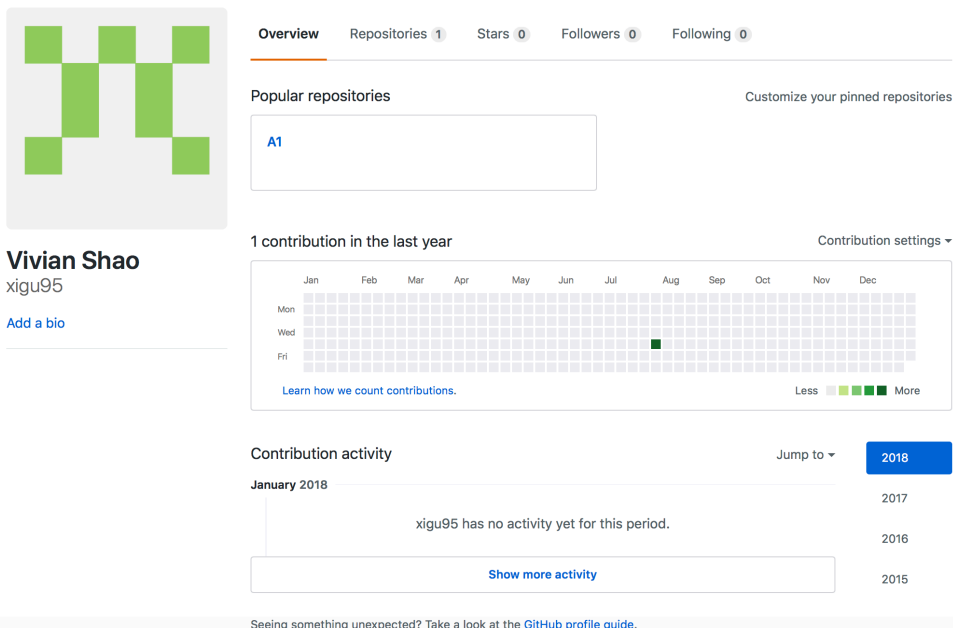 Overview Repositories 1 Stars 0 Followers 0 Following 0
Popular repositories
Customize your pinned repositories
A1
Vivian Shao
xigu95
Add a bio
1 contribution in the last year
Contribution settings
Jan Feb Mar Apr May Jun Jul Aug Sep Oct Nov Dec
Mon
Wed
Fri
Learn how we count contributions.
Less More
Contribution activity
Jump to
January 2018
xigu95 has no activity yet for this period.
Show more activity
2018
2017
2016
2015
Seeing something unexpected? Take a look at the GitHub profile guide.